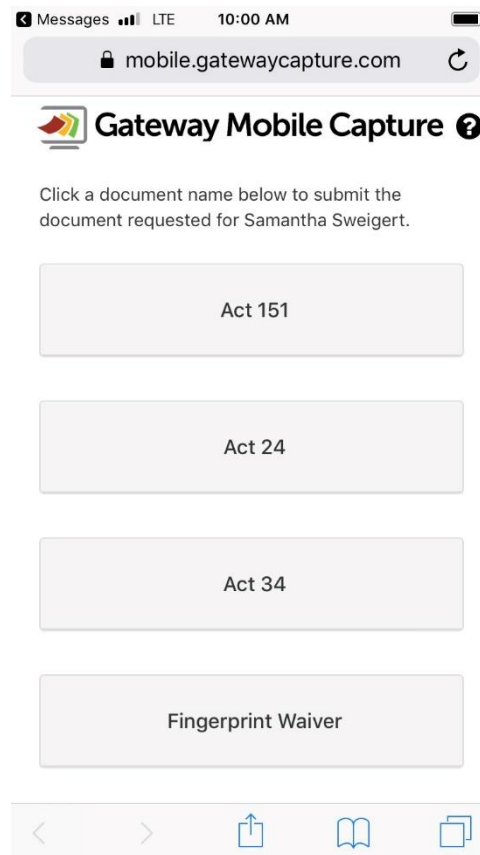 Messages LTE 10:00 AM
mobile.gatewaycapture.com
Gateway Mobile Capture ?
Click a document name below to submit the
document requested for Samantha Sweigert.
Act 151
Act 24
Act 34
Fingerprint Waiver